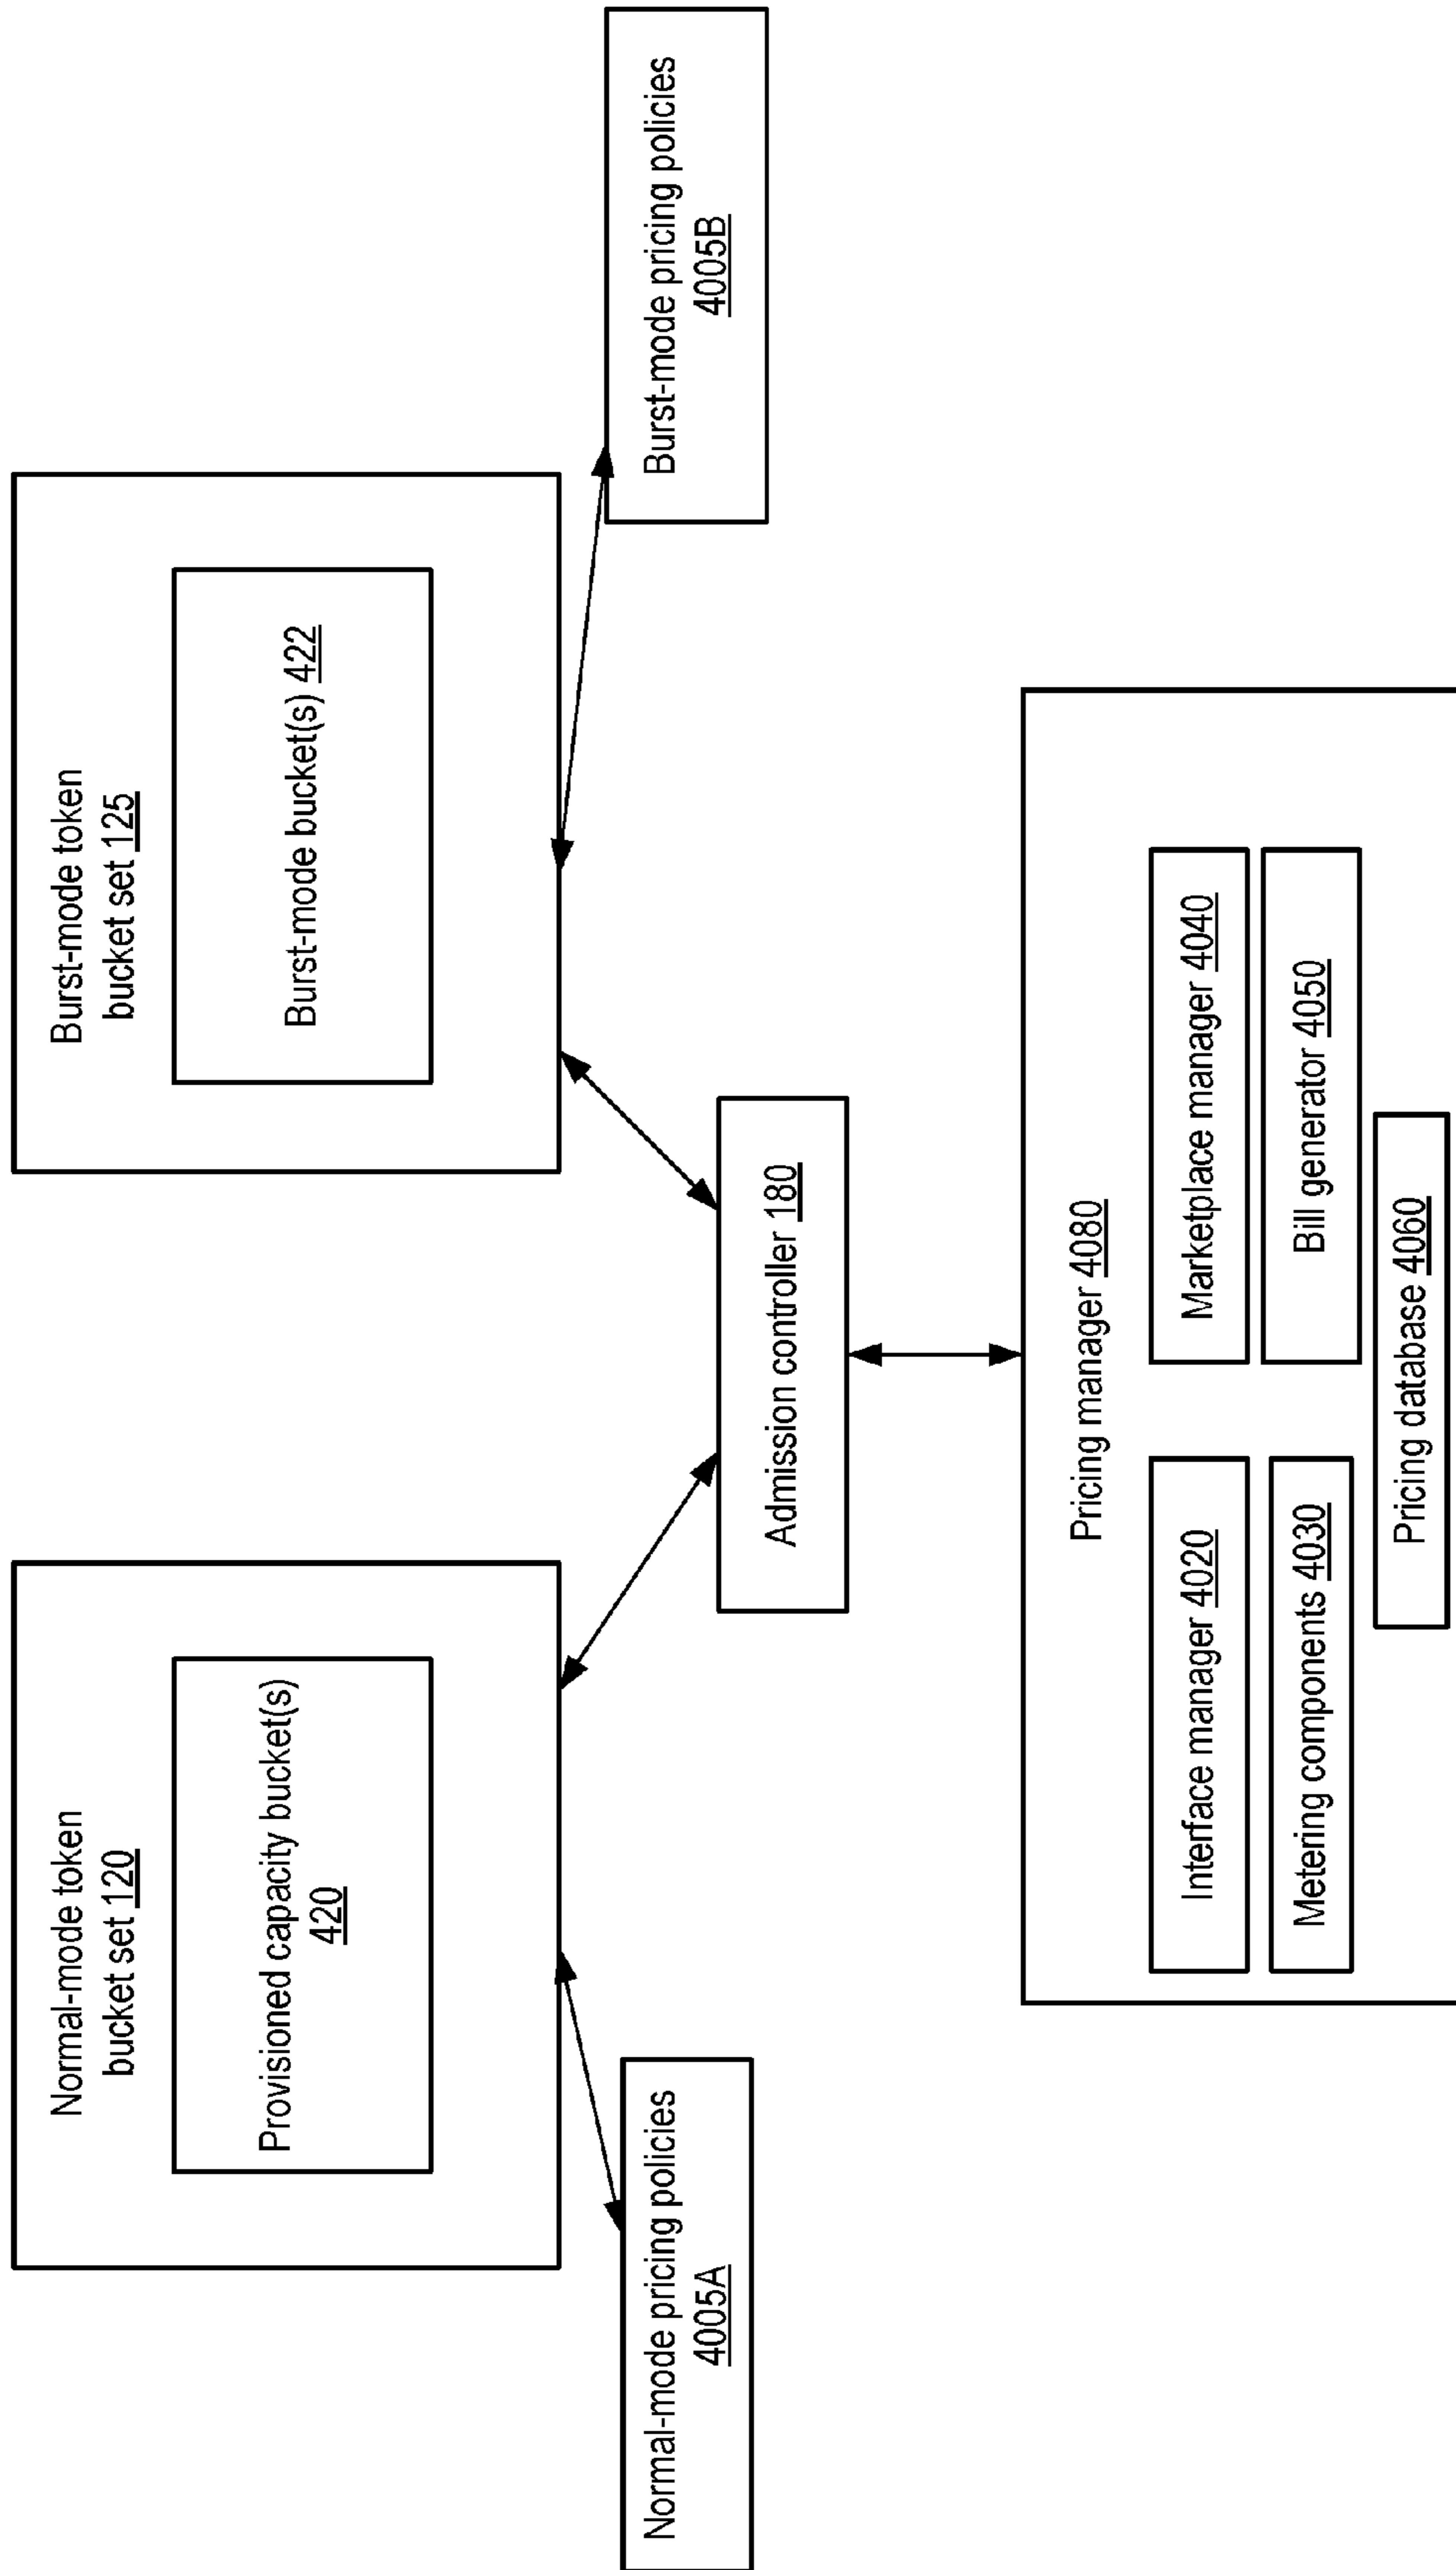 Normal-mode token
bucket set 120
Provisioned capacity bucket(s)
420
Burst-mode token
bucket set 125
Burst-mode bucket(s) 422
Normal-mode pricing policies
4005A
Burst-mode pricing policies
4005B
Admission controller 180
Pricing manager 4080
Interface manager 4020
Marketplace manager 4040
Metering components 4030
Bill generator 4050
Pricing database 4060